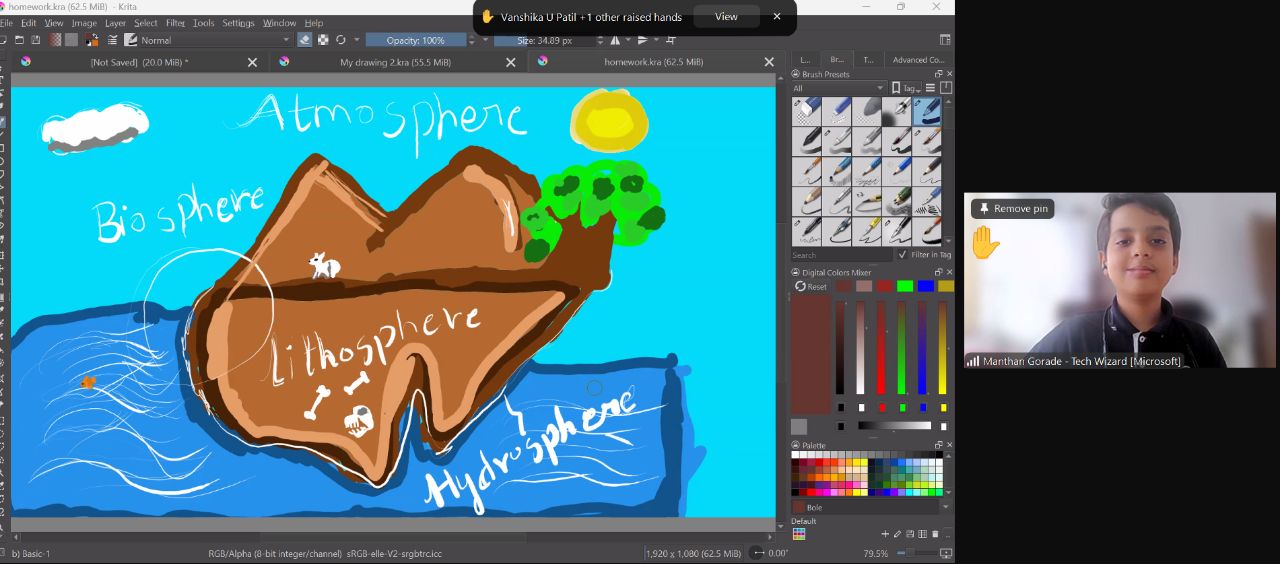 homework.kra (62.5 MiB) - Krita
Vanshika U Patil +1 other raised hands
View
File Edit View Image Layer Select Filter Tools Settings Window Help
Normal
Opacity: 100%
Size: 34.89 px
[Not Saved] (20.0 MiB) *
My drawing 2.kra (55.5 MiB)
homework.kra (62.5 MiB)
L...
Br...
T...
Advanced Co...
Brush Presets
All
Tag
Atmosphere
Biosphere
Lithosphere
Hydrosphere
Search
Filter in Tag
Digital Colors Mixer
Reset
Palette
Bole
Default
b) Basic-1
RGB/Alpha (8-bit integer/channel) sRGB-elle-V2-srgbtrc.icc
1,920 x 1,080 (62.5 MiB)
0.00°
79.5%
Remove pin
Manthan Gorade - Tech Wizard [Microsoft]